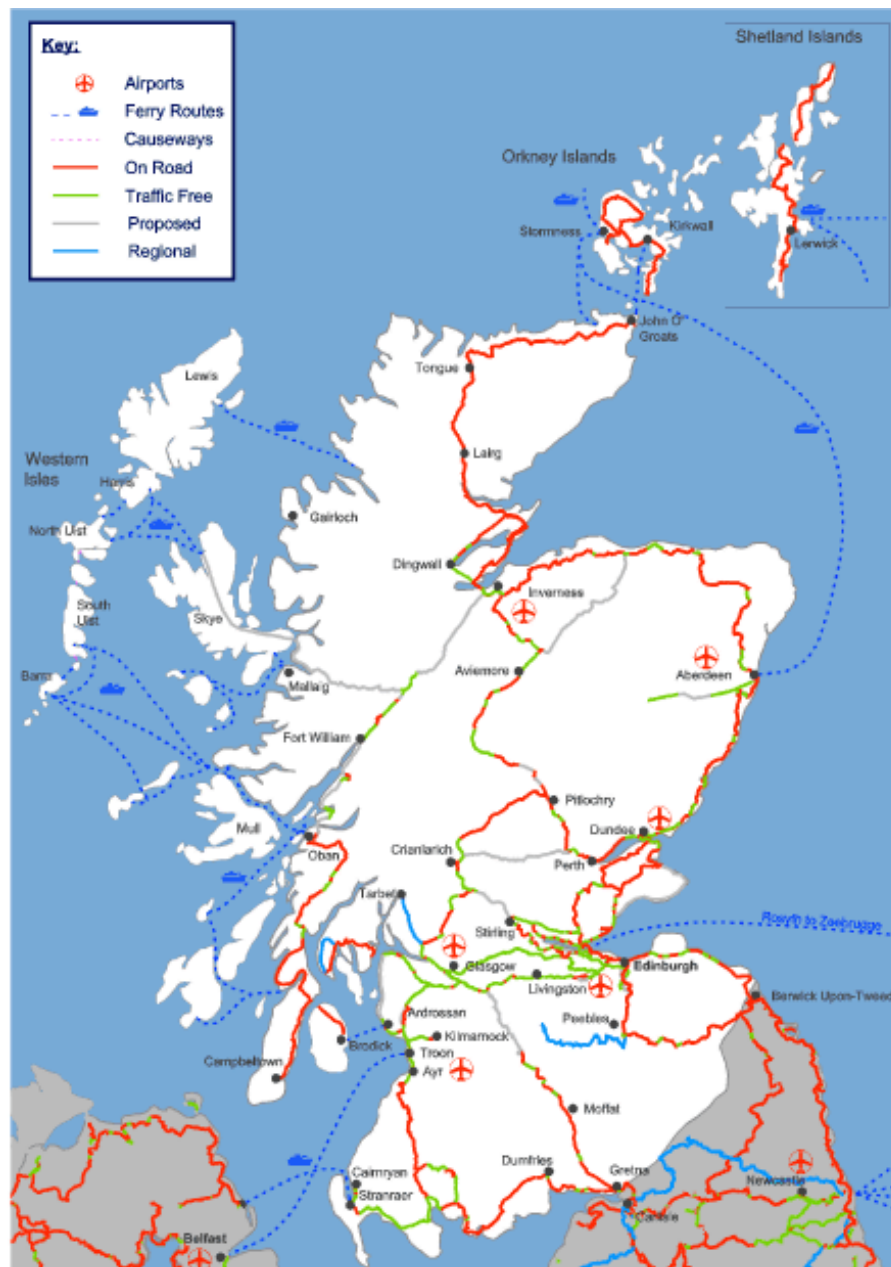 Key:
Airports
Ferry Routes
Causeways
On Road
Traffic Free
Proposed
Regional
Shetland Islands
Orkney Islands
Stormness
Kirkwall
Lerwick
John O'
Groats
Tongue
Lewis
Lairg
Western
Isles
Harris
Gairloch
North Uist
Dingwall
Inverness
South
Uist
Skye
Aviemore
Aberdeen
Barra
Mallaig
Fort William
Pitlochry
Mull
Dundee
Oban
Crianlarich
Perth
Tarbet
Stirling
Rosyth to Zeebrugge
Glasgow
Edinburgh
Livingston
Berwick Upon-Tweed
Ardrossan
Peebles
Kilmarnock
Brodick
Troon
Campbeltown
Ayr
Moffat
Cairnryan
Dumfries
Gretna
Stranraer
Newcastle
Carlisle
Belfast